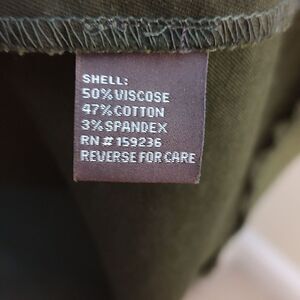 SHELL:
50% VISCOSE
47% COTTON
3% SPANDEX
RN # 159236
REVERSE FOR CARE